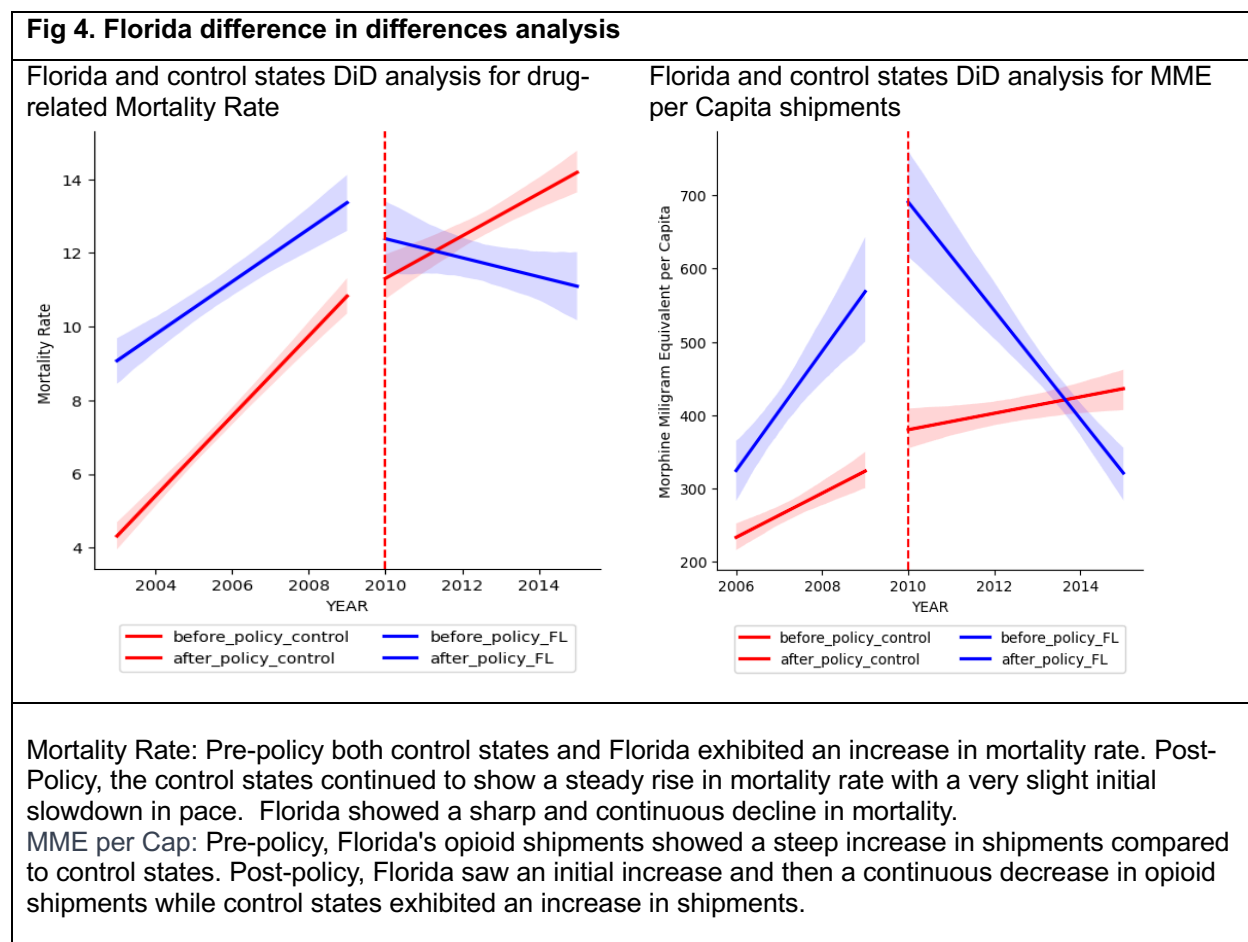 Fig 4. Florida difference in differences analysis
Florida and control states DiD analysis for drug-
related Mortality Rate
14
12
10
8
6
4
Mortality Rate
2004 2006 2008 2010 2012 2014
YEAR
before_policy_control before_policy_FL
after_policy_control after_policy_FL
Florida and control states DiD analysis for MME
per Capita shipments
700
600
500
400
300
200
Morphine Miligram Equivalent per Capita
2006 2008 2010 2012 2014
YEAR
before_policy_control before_policy_FL
after_policy_control after_policy_FL
Mortality Rate: Pre-policy both control states and Florida exhibited an increase in mortality rate. Post-
Policy, the control states continued to show a steady rise in mortality rate with a very slight initial
slowdown in pace.  Florida showed a sharp and continuous decline in mortality.
MME per Cap: Pre-policy, Florida's opioid shipments showed a steep increase in shipments compared
to control states. Post-policy, Florida saw an initial increase and then a continuous decrease in opioid
shipments while control states exhibited an increase in shipments.